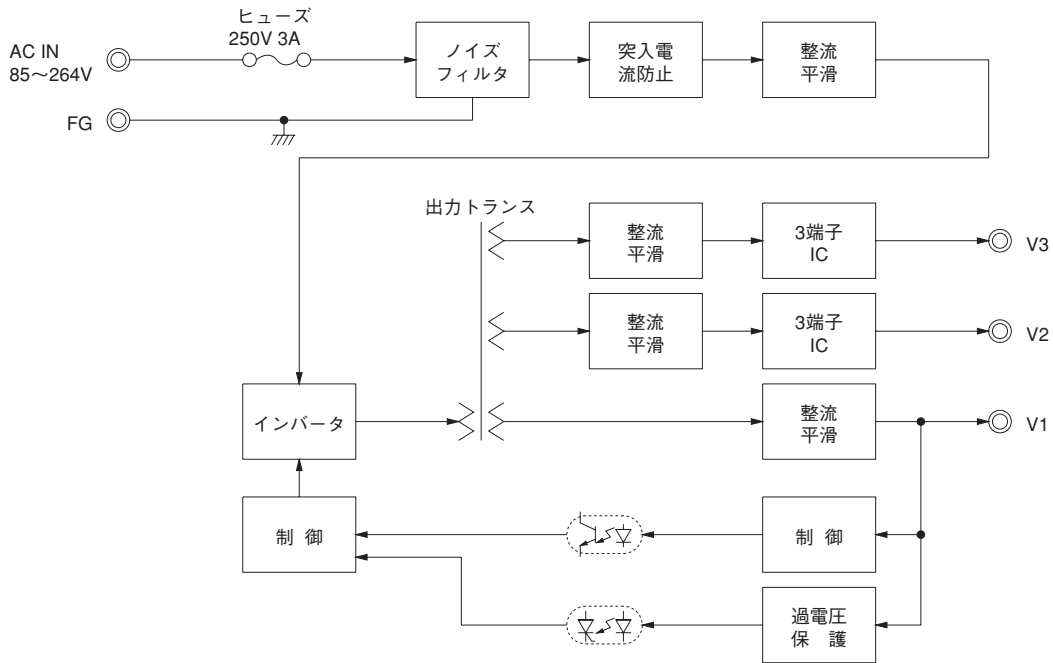 ヒューズ
250V 3A
AC IN
85～264V
ノイズ
フィルタ
突入電
流防止
整流
平滑
FG
出力トランス
整流
平滑
3端子
IC
V3
整流
平滑
3端子
IC
V2
インバータ
整流
平滑
V1
制 御
制 御
過電圧
保 護